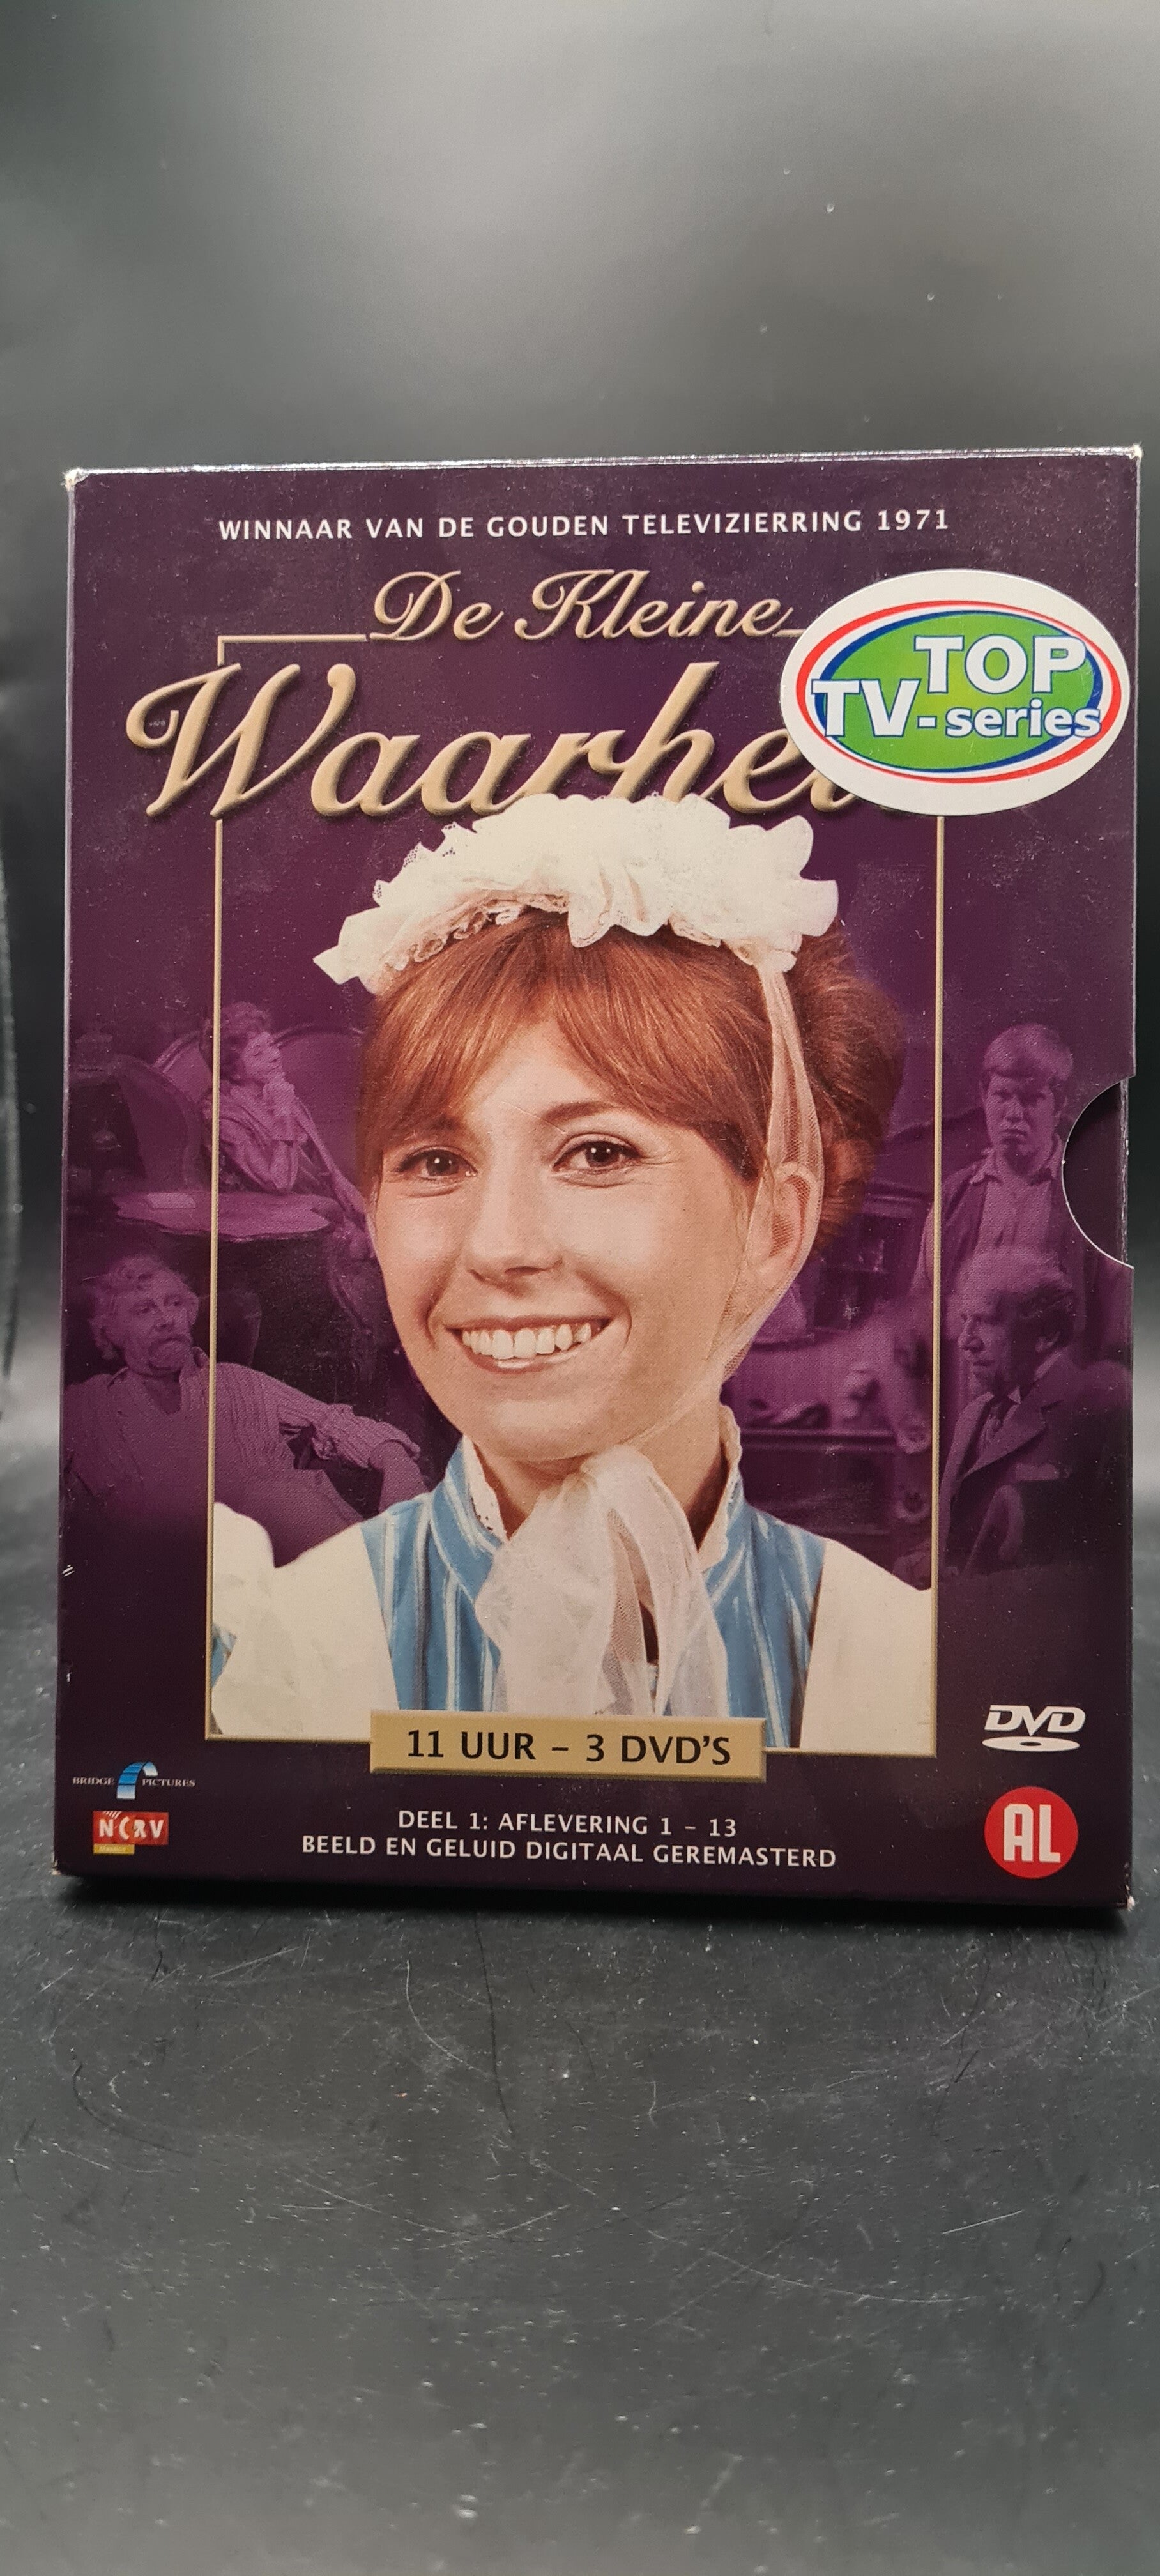 WINNAAR VAN DE GOUDEN TELEVIZIERRING 1971
De Kleine
Waarhei
TOP
TV-series
11 UUR – 3 DVD'S
DVD
BRIDGE PICTURES
NCRV
DEEL 1: AFLEVERING 1 – 13
BEELD EN GELUID DIGITAAL GEREMASTERD
AL